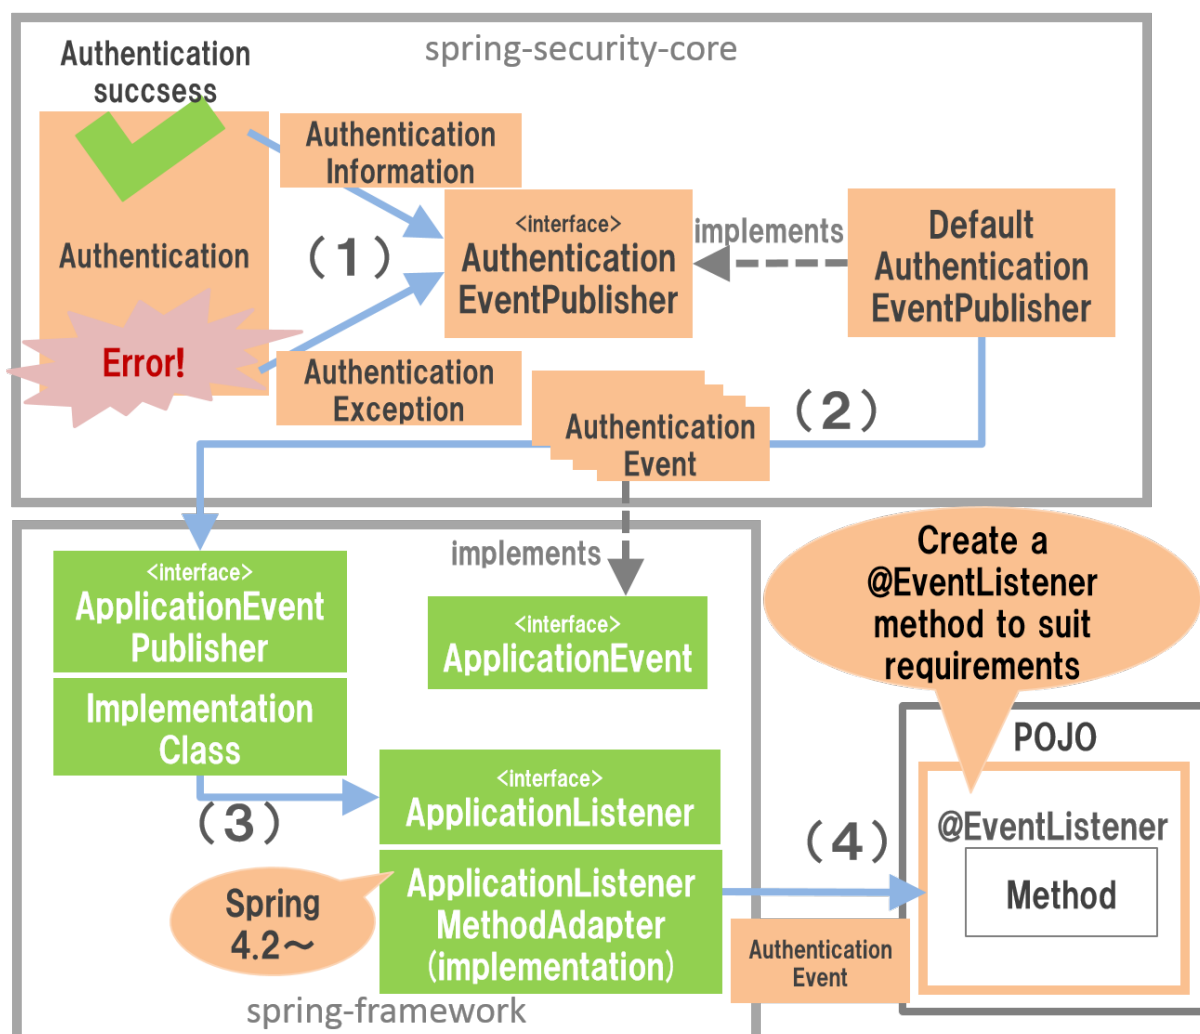 spring-security-core
Authentication
succsess
Authentication
Information
Authentication
(1)
<interface>
Authentication
EventPublisher
implements
Default
Authentication
EventPublisher
Error!
Authentication
Exception
(2)
Authentication
Event
implements
<interface>
ApplicationEvent
Publisher
Implementation
Class
<interface>
ApplicationEvent
Create a
@EventListener
method to suit
requirements
(3)
<interface>
ApplicationListener
ApplicationListener
MethodAdapter
(implementation)
Spring
4.2～
(4)
Authentication
Event
POJO
@EventListener
Method
spring-framework